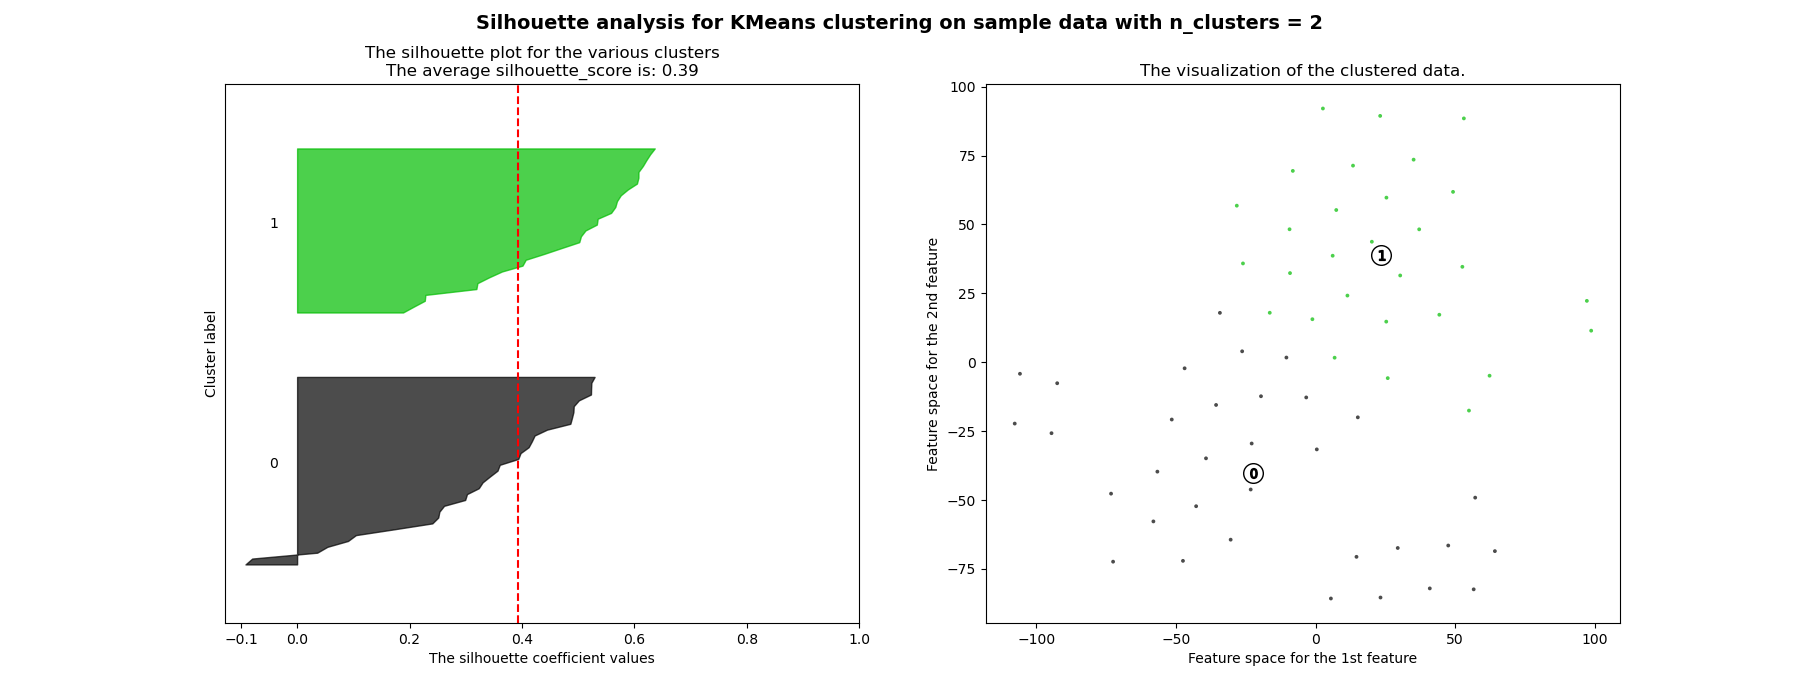 Silhouette analysis for KMeans clustering on sample data with n_clusters = 2
The silhouette plot for the various clusters
The average silhouette_score is: 0.39
1
0
Cluster label
−0.1 0.0 0.2 0.4 0.6 0.8 1.0
The silhouette coefficient values
The visualization of the clustered data.
100
75
50
25
0
−25
−50
−75
Feature space for the 2nd feature
1
0
−100 −50 0 50 100
Feature space for the 1st feature